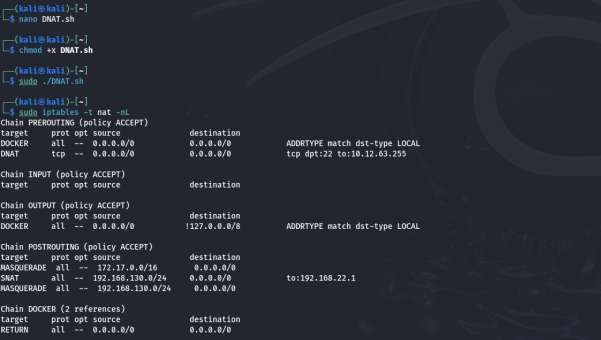 ┌──(kali㉿kali)-[~]
└─$ nano DNAT.sh
┌──(kali㉿kali)-[~]
└─$ chmod +x DNAT.sh
┌──(kali㉿kali)-[~]
└─$ sudo ./DNAT.sh
┌──(kali㉿kali)-[~]
└─$ sudo iptables -t nat -nL
Chain PREROUTING (policy ACCEPT)
target prot opt source destination
DOCKER all -- 0.0.0.0/0 0.0.0.0/0 ADDRTYPE match dst-type LOCAL
DNAT tcp -- 0.0.0.0/0 0.0.0.0/0 tcp dpt:22 to:10.12.63.255
Chain INPUT (policy ACCEPT)
target prot opt source destination
Chain OUTPUT (policy ACCEPT)
target prot opt source destination
DOCKER all -- 0.0.0.0/0 !127.0.0.0/8 ADDRTYPE match dst-type LOCAL
Chain POSTROUTING (policy ACCEPT)
target prot opt source destination
MASQUERADE all -- 172.17.0.0/16 0.0.0.0/0
SNAT all -- 192.168.130.0/24 0.0.0.0/0 to:192.168.22.1
MASQUERADE all -- 192.168.130.0/24 0.0.0.0/0
Chain DOCKER (2 references)
target prot opt source destination
RETURN all -- 0.0.0.0/0 0.0.0.0/0